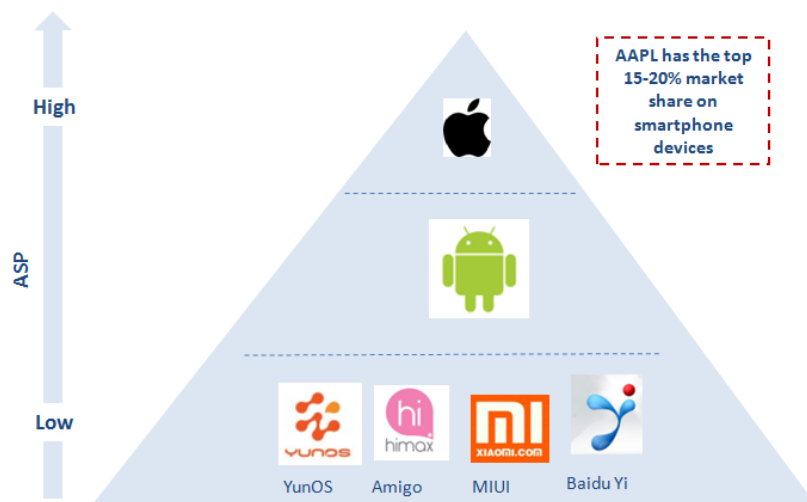 High
ASP
Low
AAPL has the top
15-20% market
share on
smartphone
devices
YUNOS
hi
himax
mi
XIAOMI.COM
YunOS
Amigo
MIUI
Baidu Yi